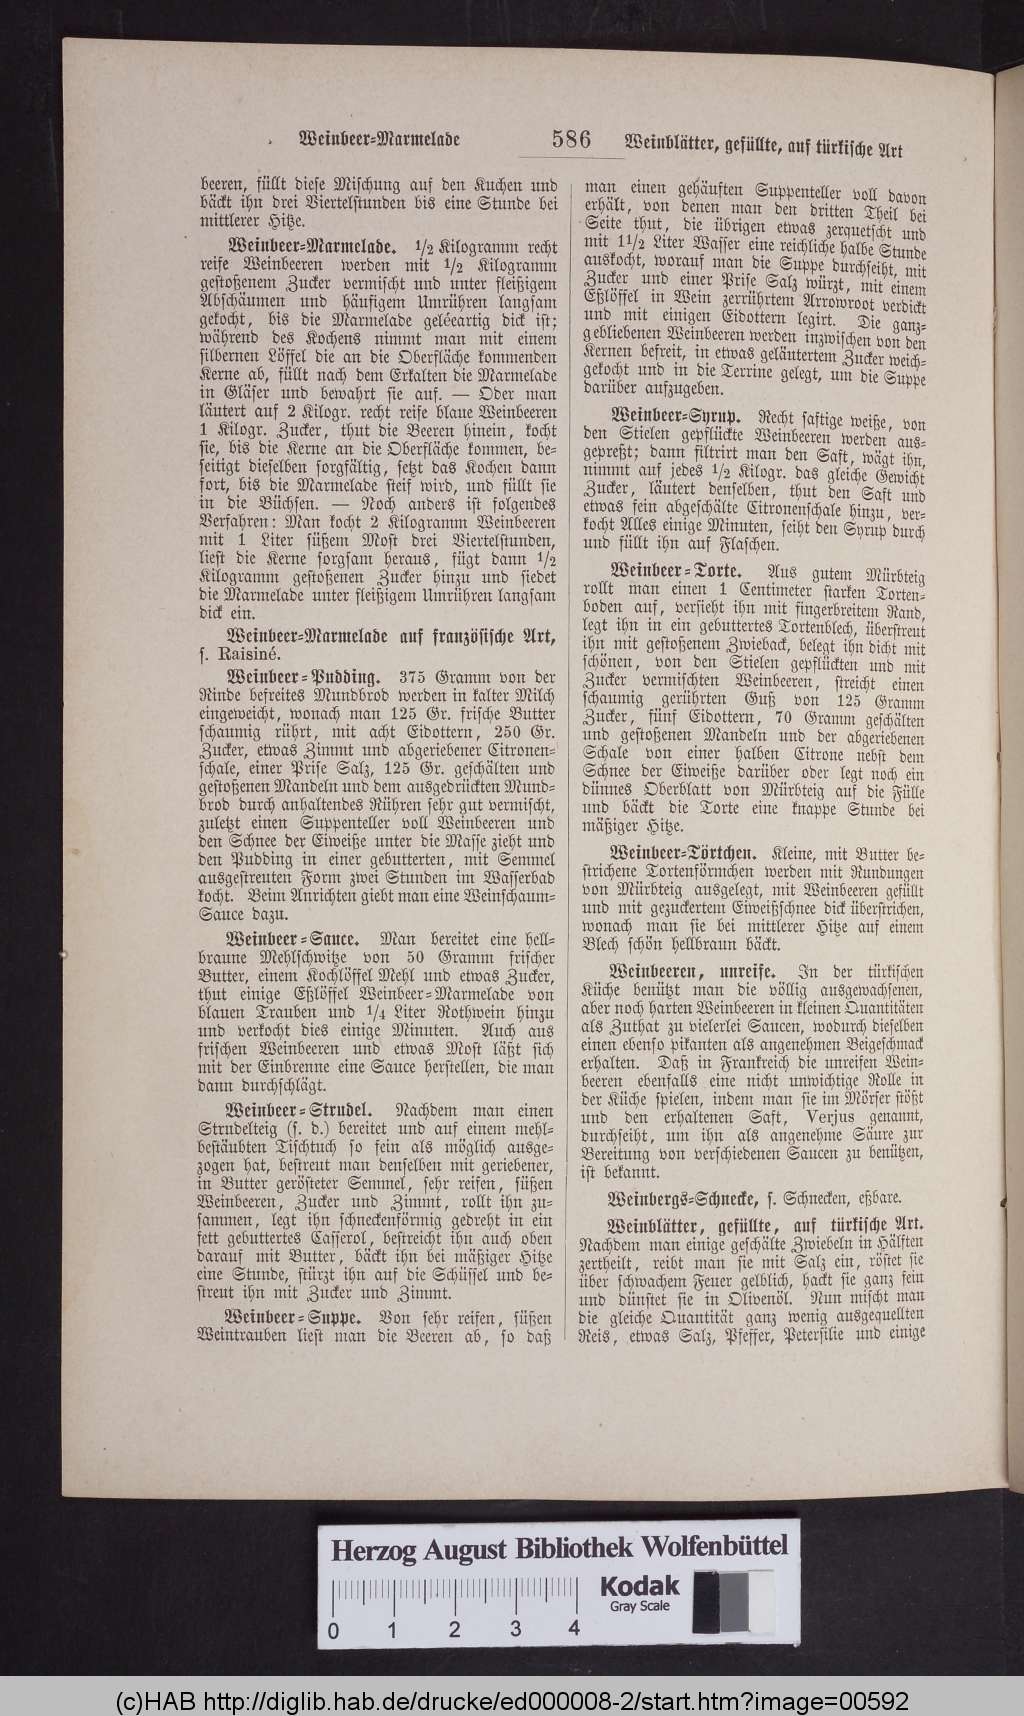 Weinbeer-Marmelade 586 Weinblätter, gefüllte, auf türkische Art
beeren, füllt diese Mischung auf den Kuchen und
bäckt ihn drei Viertelstunden bis eine Stunde bei
mittlerer Hitze.
Weinbeer-Marmelade. 1/2 Kilogramm recht
reife Weinbeeren werden mit 1/2 Kilogramm
gestoßenem Zucker vermischt und unter fleißigem
Abschäumen und häufigem Umrühren langsam
gekocht, bis die Marmelade geléeartig dick ist;
während des Kochens nimmt man mit einem
silbernen Löffel die an die Oberfläche kommenden
Kerne ab, füllt nach dem Erkalten die Marmelade
in Gläser und bewahrt sie auf. — Oder man
läutert auf 2 Kilogr. recht reife blaue Weinbeeren
1 Kilogr. Zucker, thut die Beeren hinein, kocht
sie, bis die Kerne an die Oberfläche kommen, be-
seitigt dieselben sorgfältig, setzt das Kochen dann
fort, bis die Marmelade steif wird, und füllt sie
in die Büchsen. — Noch anders ist folgendes
Verfahren: Man kocht 2 Kilogramm Weinbeeren
mit 1 Liter süßem Most drei Viertelstunden,
liest die Kerne sorgsam heraus, fügt dann 1/2
Kilogramm gestoßenen Zucker hinzu und siedet
die Marmelade unter fleißigem Umrühren langsam
dick ein.
Weinbeer-Marmelade auf französische Art,
s. Raisiné.
Weinbeer-Pudding. 375 Gramm von der
Rinde befreites Mundbrod werden in kalter Milch
eingeweicht, wonach man 125 Gr. frische Butter
schaumig rührt, mit acht Eidottern, 250 Gr.
Zucker, etwas Zimmt und abgeriebener Citronen-
schale, einer Prise Salz, 125 Gr. geschälten und
gestoßenen Mandeln und dem ausgedrückten Mund-
brod durch anhaltendes Rühren sehr gut vermischt,
zuletzt einen Suppenteller voll Weinbeeren und
den Schnee der Eiweiße unter die Masse zieht und
den Pudding in einer gebutterten, mit Semmel
ausgestreuten Form zwei Stunden im Wasserbad
kocht. Beim Anrichten giebt man eine Weinschaum-
Sauce dazu.
Weinbeer-Sauce. Man bereitet eine hell-
braune Mehlschwitze von 50 Gramm frischer
Butter, einem Kochlöffel Mehl und etwas Zucker,
thut einige Eßlöffel Weinbeer-Marmelade von
blauen Trauben und 1/4 Liter Rothwein hinzu
und verkocht dies einige Minuten. Auch aus
frischen Weinbeeren und etwas Most läßt sich
mit der Einbrenne eine Sauce herstellen, die man
dann durchschlägt.
Weinbeer-Strudel. Nachdem man einen
Strudelteig (s. d.) bereitet und auf einem mehl-
bestäubten Tischtuch so fein als möglich ausge-
zogen hat, bestreut man denselben mit geriebener,
in Butter gerösteter Semmel, sehr reifen, süßen
Weinbeeren, Zucker und Zimmt, rollt ihn zu-
sammen, legt ihn schneckenförmig gedreht in ein
fett gebuttertes Casserol, bestreicht ihn auch oben
darauf mit Butter, bäckt ihn bei mäßiger Hitze
eine Stunde, stürzt ihn auf die Schüssel und be-
streut ihn mit Zucker und Zimmt.
Weinbeer-Suppe. Von sehr reifen, süßen
Weintrauben liest man die Beeren ab, so daß
man einen gehäuften Suppenteller voll davon
erhält, von denen man den dritten Theil bei
Seite thut, die übrigen etwas zerquetscht und
mit 11/2 Liter Wasser eine reichliche halbe Stunde
auskocht, worauf man die Suppe durchseiht, mit
Zucker und einer Prise Salz würzt, mit einem
Eßlöffel in Wein zerrührtem Arrowroot verdickt
und mit einigen Eidottern legirt. Die ganz-
gebliebenen Weinbeeren werden inzwischen von den
Kernen befreit, in etwas geläutertem Zucker weich-
gekocht und in die Terrine gelegt, um die Suppe
darüber aufzugeben.
Weinbeer-Syrup. Recht saftige weiße, von
den Stielen gepflückte Weinbeeren werden aus-
gepreßt; dann filtrirt man den Saft, wägt ihn,
nimmt auf jedes 1/2 Kilogr. das gleiche Gewicht
Zucker, läutert denselben, thut den Saft und
etwas fein abgeschälte Citronenschale hinzu, ver-
kocht Alles einige Minuten, seiht den Syrup durch
und füllt ihn auf Flaschen.
Weinbeer-Torte. Aus gutem Mürbteig
rollt man einen 1 Centimeter starken Torten-
boden auf, versieht ihn mit fingerbreitem Rand,
legt ihn in ein gebuttertes Tortenblech, überstreut
ihn mit gestoßenem Zwieback, belegt ihn dicht mit
schönen, von den Stielen gepflückten und mit
Zucker vermischten Weinbeeren, streicht einen
schaumig gerührten Guß von 125 Gramm
Zucker, fünf Eidottern, 70 Gramm geschälten
und gestoßenen Mandeln und der abgeriebenen
Schale von einer halben Citrone nebst dem
Schnee der Eiweiße darüber oder legt noch ein
dünnes Oberblatt von Mürbteig auf die Fülle
und bäckt die Torte eine knappe Stunde bei
mäßiger Hitze.
Weinbeer-Törtchen. Kleine, mit Butter be-
strichene Tortenförmchen werden mit Rundungen
von Mürbteig ausgelegt, mit Weinbeeren gefüllt
und mit gezuckertem Eiweißschnee dick überstrichen,
wonach man sie bei mittlerer Hitze auf einem
Blech schön hellbraun bäckt.
Weinbeeren, unreife. In der türkischen
Küche benützt man die völlig ausgewachsenen,
aber noch harten Weinbeeren in kleinen Quantitäten
als Zuthat zu vielerlei Saucen, wodurch dieselben
einen ebenso pikanten als angenehmen Beigeschmack
erhalten. Daß in Frankreich die unreifen Wein-
beeren ebenfalls eine nicht unwichtige Rolle in
der Küche spielen, indem man sie im Mörser stößt
und den erhaltenen Saft, Verjus genannt,
durchseiht, um ihn als angenehme Säure zur
Bereitung von verschiedenen Saucen zu benützen,
ist bekannt.
Weinbergs-Schnecke, s. Schnecken, eßbare.
Weinblätter, gefüllte, auf türkische Art.
Nachdem man einige geschälte Zwiebeln in Hälften
zertheilt, reibt man sie mit Salz ein, röstet sie
über schwachem Feuer gelblich, hackt sie ganz fein
und dünstet sie in Olivenöl. Nun mischt man
die gleiche Quantität ganz wenig ausgequellten
Reis, etwas Salz, Pfeffer, Petersilie und einige
Herzog August Bibliothek Wolfenbüttel
0 1 2 3 4
Kodak
Gray Scale
(c)HAB http://diglib.hab.de/drucke/ed000008-2/start.htm?image=00592